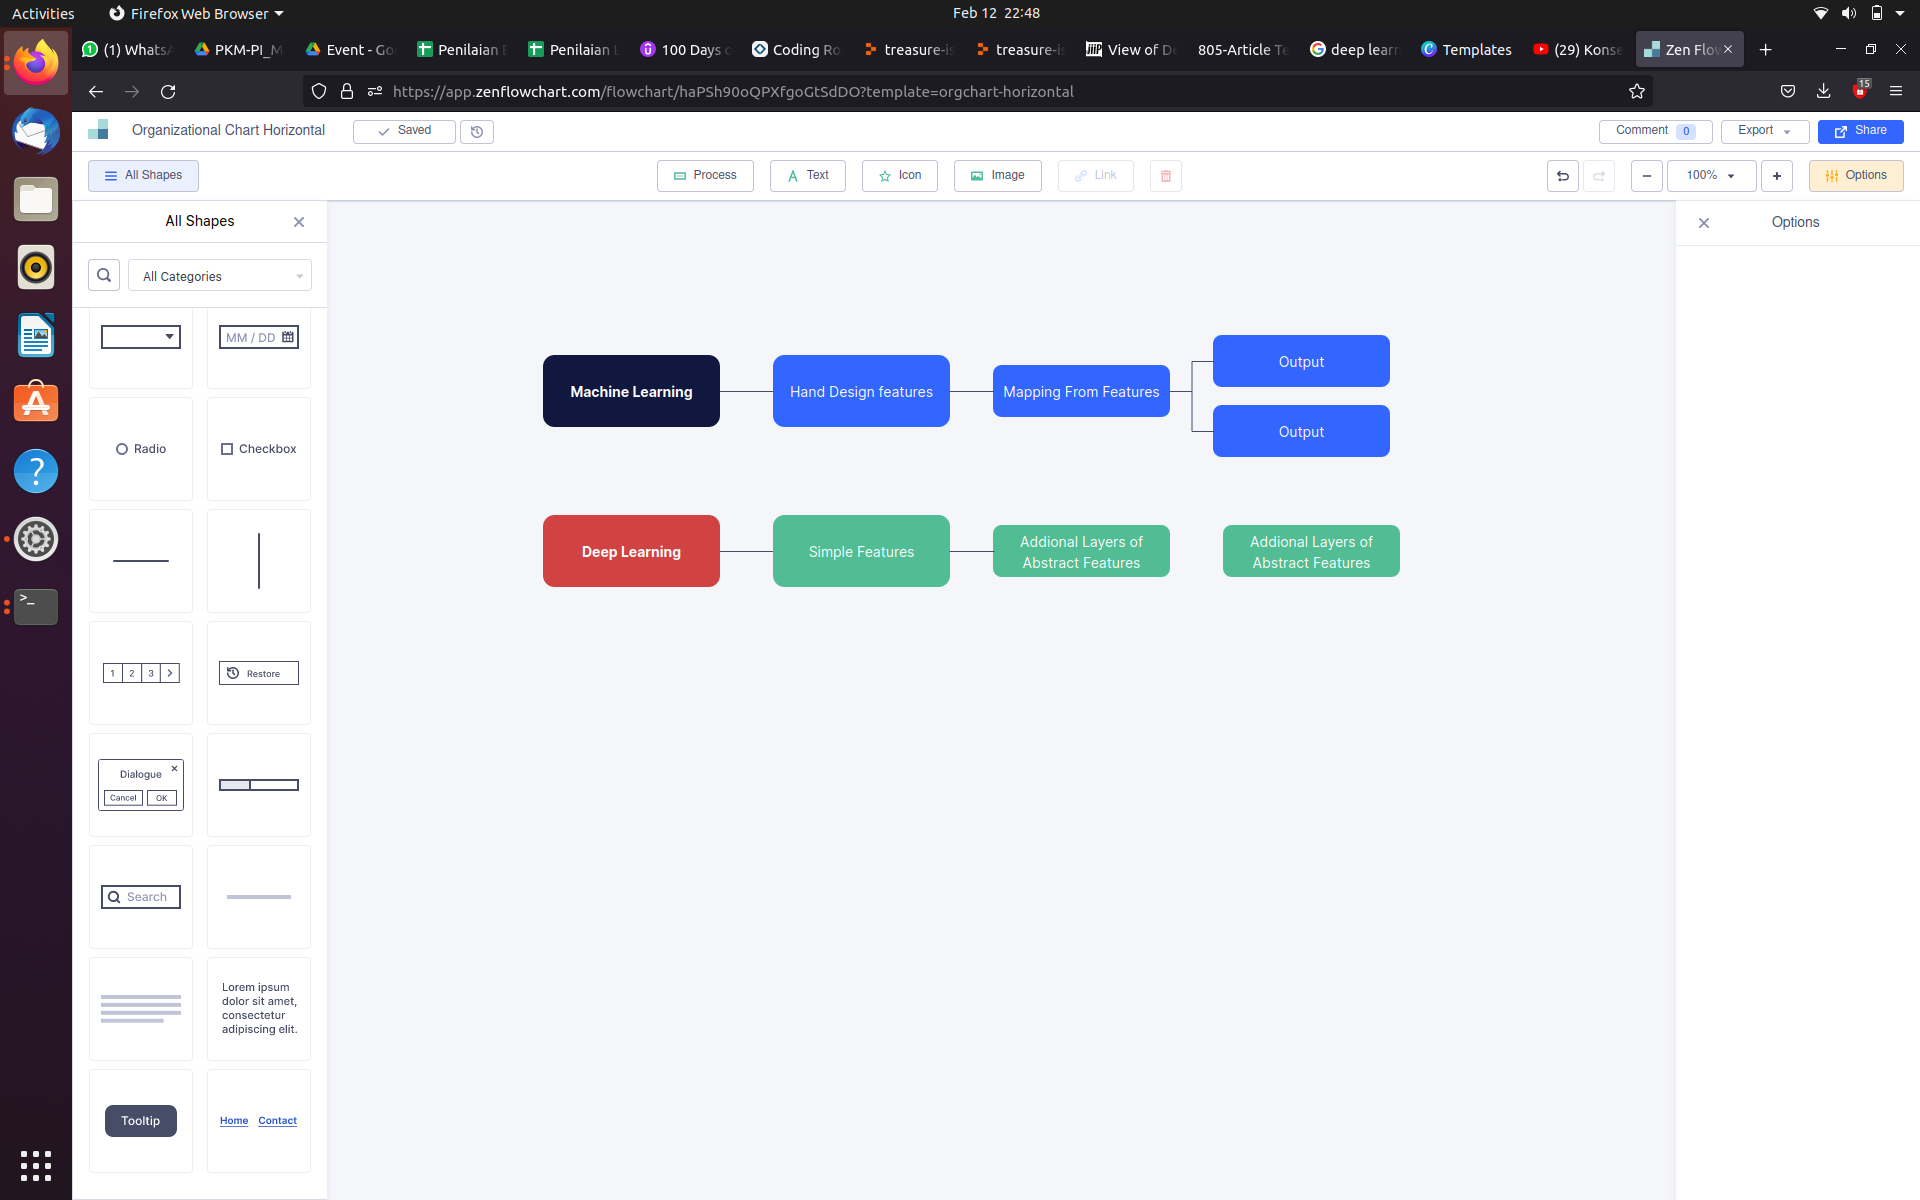 Activities
Firefox Web Browser
Feb 12 22:48
(1) Whats
PKM-PI_M
Event - Go
Penilaian
Penilaian
100 Days
Coding Ro
treasure-is
treasure-is
View of De
805-Article Te
deep learn
Templates
(29) Konse
Zen Flow
https://app.zenflowchart.com/flowchart/haPSh90oQPXfgoGtSdDO?template=orgchart-horizontal
15
Organizational Chart Horizontal
Saved
Comment 0
Export
Share
All Shapes
Process
Text
Icon
Image
Link
100%
Options
All Shapes
Options
All Categories
MM / DD
Radio
Checkbox
1 2 3
Restore
Dialogue
Cancel
OK
Search
Lorem ipsum
dolor sit amet,
consectetur
adipiscing elit.
Tooltip
Home
Contact
Machine Learning
Hand Design features
Mapping From Features
Output
Output
Deep Learning
Simple Features
Addional Layers of
Abstract Features
Addional Layers of
Abstract Features